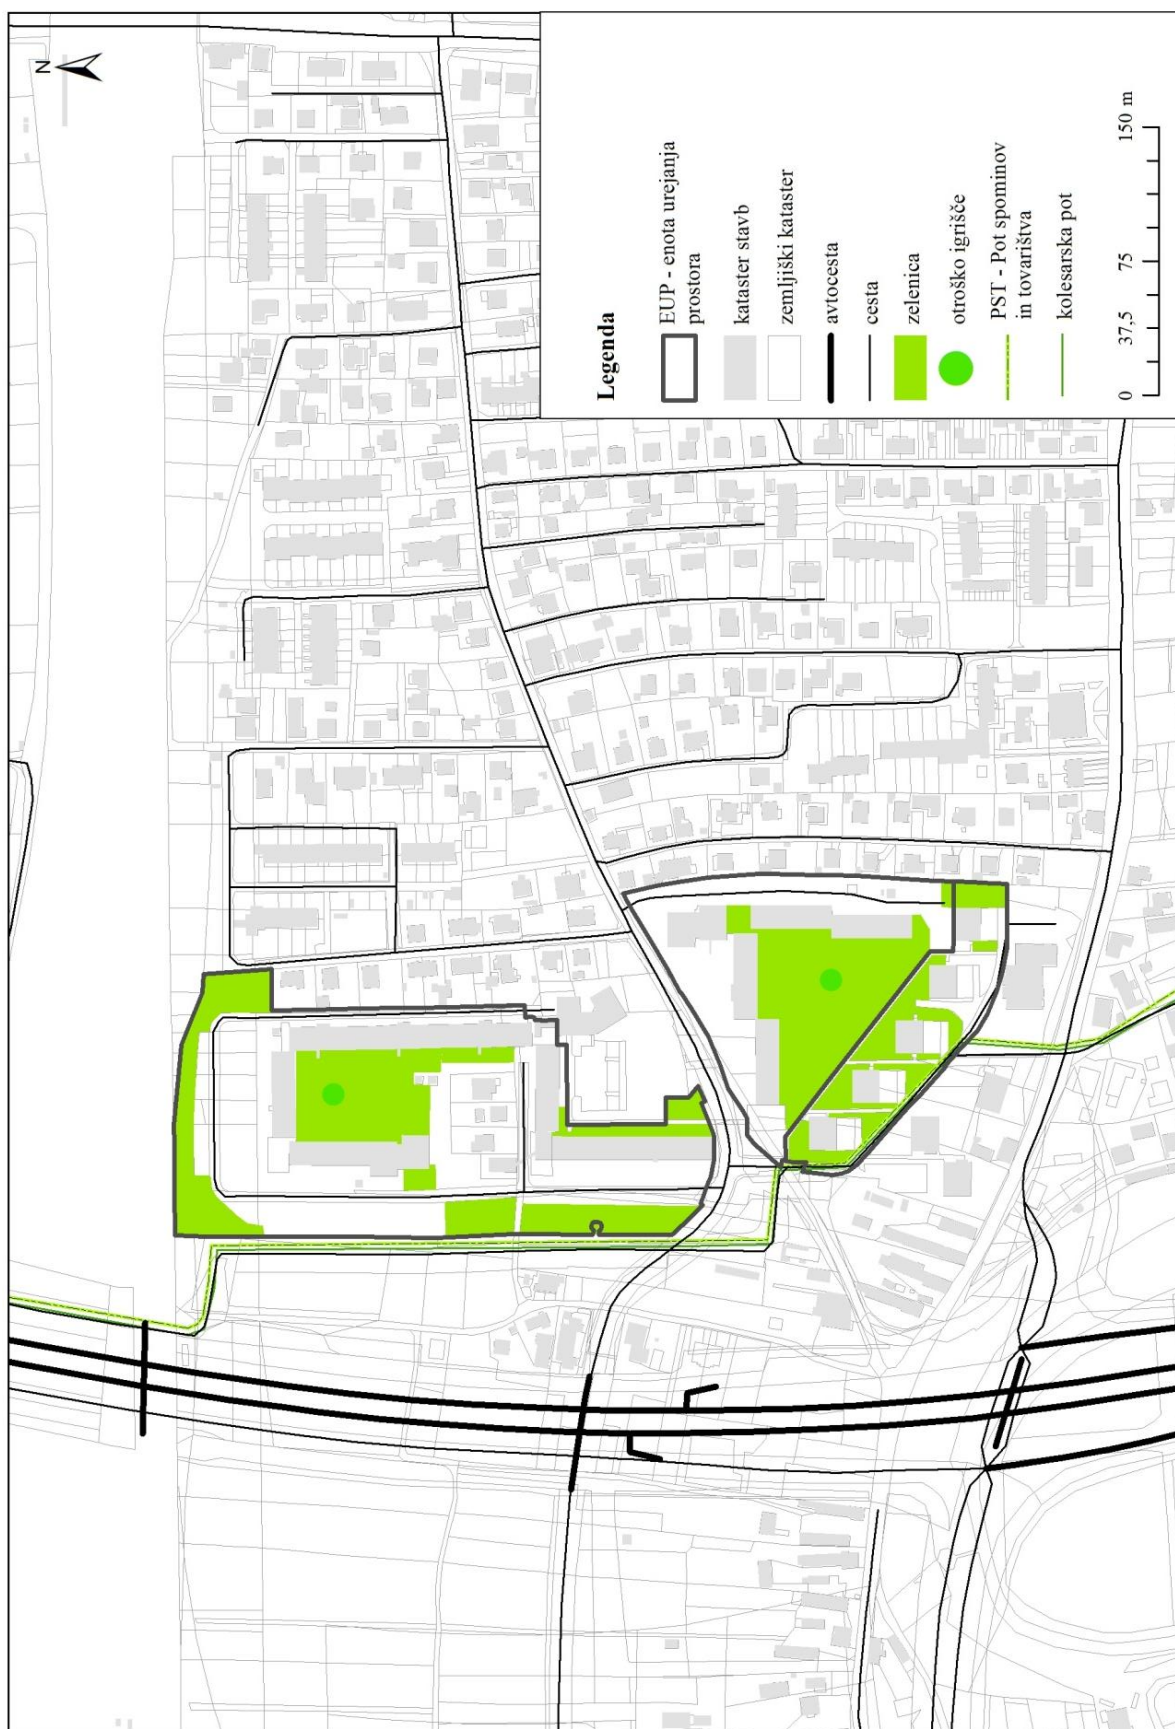 N
Legenda
EUP - enota urejanja
prostora
kataster stavb
zemljiški kataster
avtocesta
cesta
zelenica
otroško igrišče
PST - Pot spominov
in tovarištva
kolesarska pot
0 37,5 75 150 m